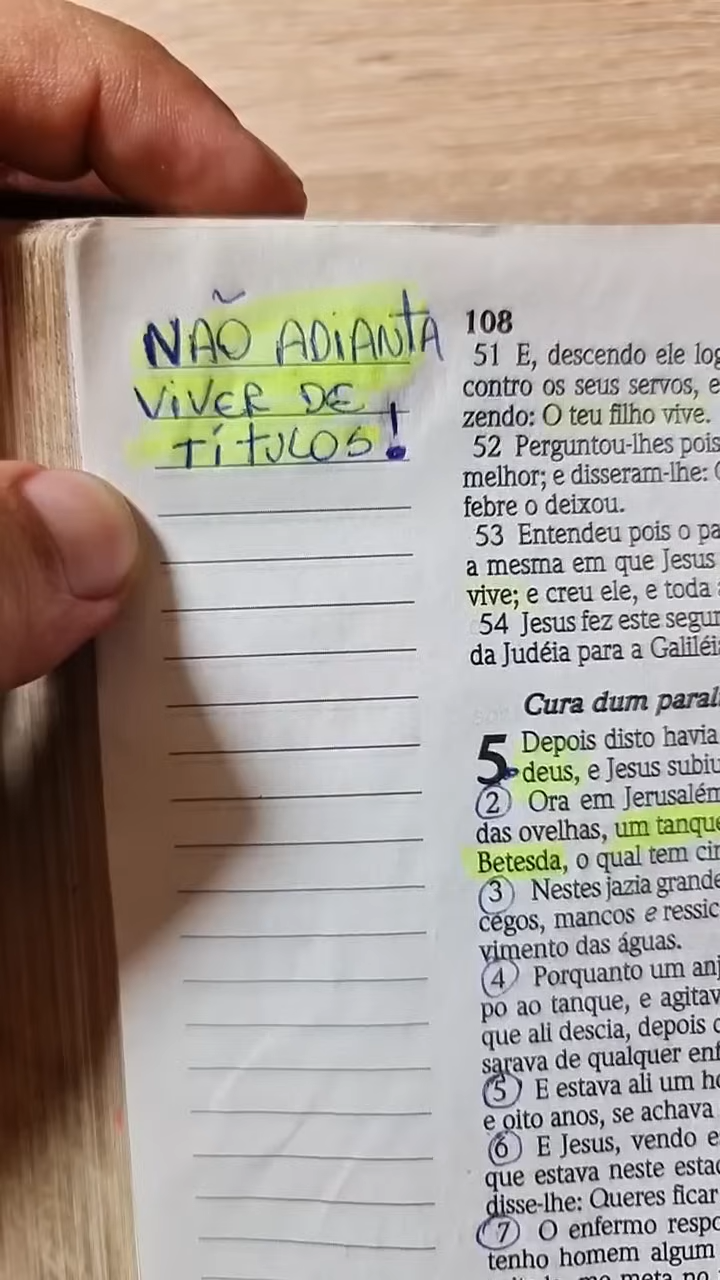 NÃO ADIANTA
VIVER DE
TÍTULOS!
108
51 E, descendo ele log
contro os seus servos, e
zendo: O teu filho vive.
52 Perguntou-lhes pois
melhor; e disseram-lhe:
febre o deixou.
53 Entendeu pois o pa
a mesma em que Jesus
vive; e creu ele, e toda
54 Jesus fez este segu
da Judéia para a Galilé
Cura dum paral
5 Depois disto havia
deus, e Jesus subiu
2 Ora em Jerusalém
das ovelhas, um tanque
Betesda, o qual tem cin
3 Nestes jazia grande
cegos, mancos e ressic
vimento das águas.
4 Porquanto um anj
po ao tanque, e agitav
que ali descia, depois
sarava de qualquer enf
5 E estava ali um ho
e oito anos, se achava
6 E Jesus, vendo e
que estava neste esta
disse-lhe: Queres ficar
7 O enfermo respo
tenho homem algum